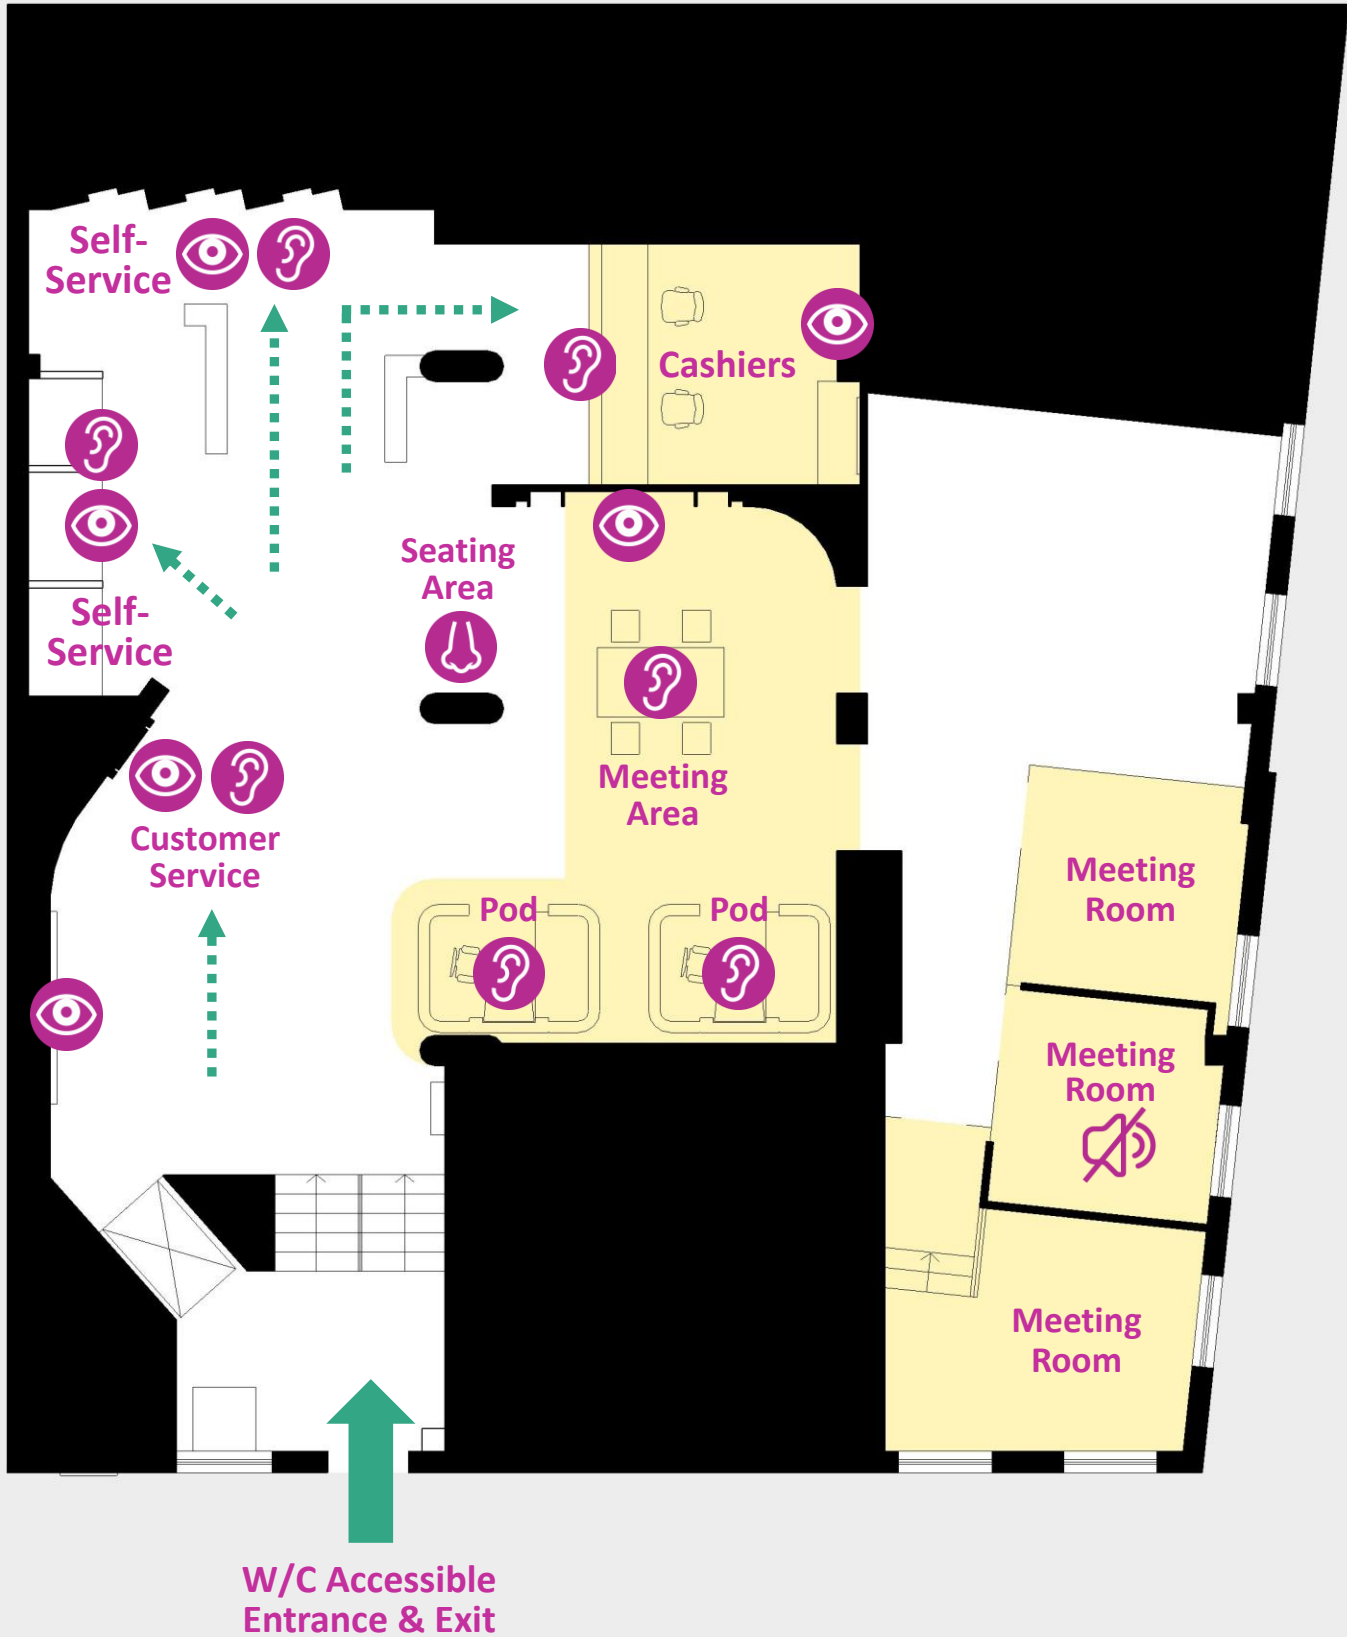 Self-
Service
Cashiers
Seating
Area
Self-
Service
Meeting
Area
Customer
Service
Meeting
Room
Pod
Pod
Meeting
Room
Meeting
Room
W/C Accessible
Entrance & Exit